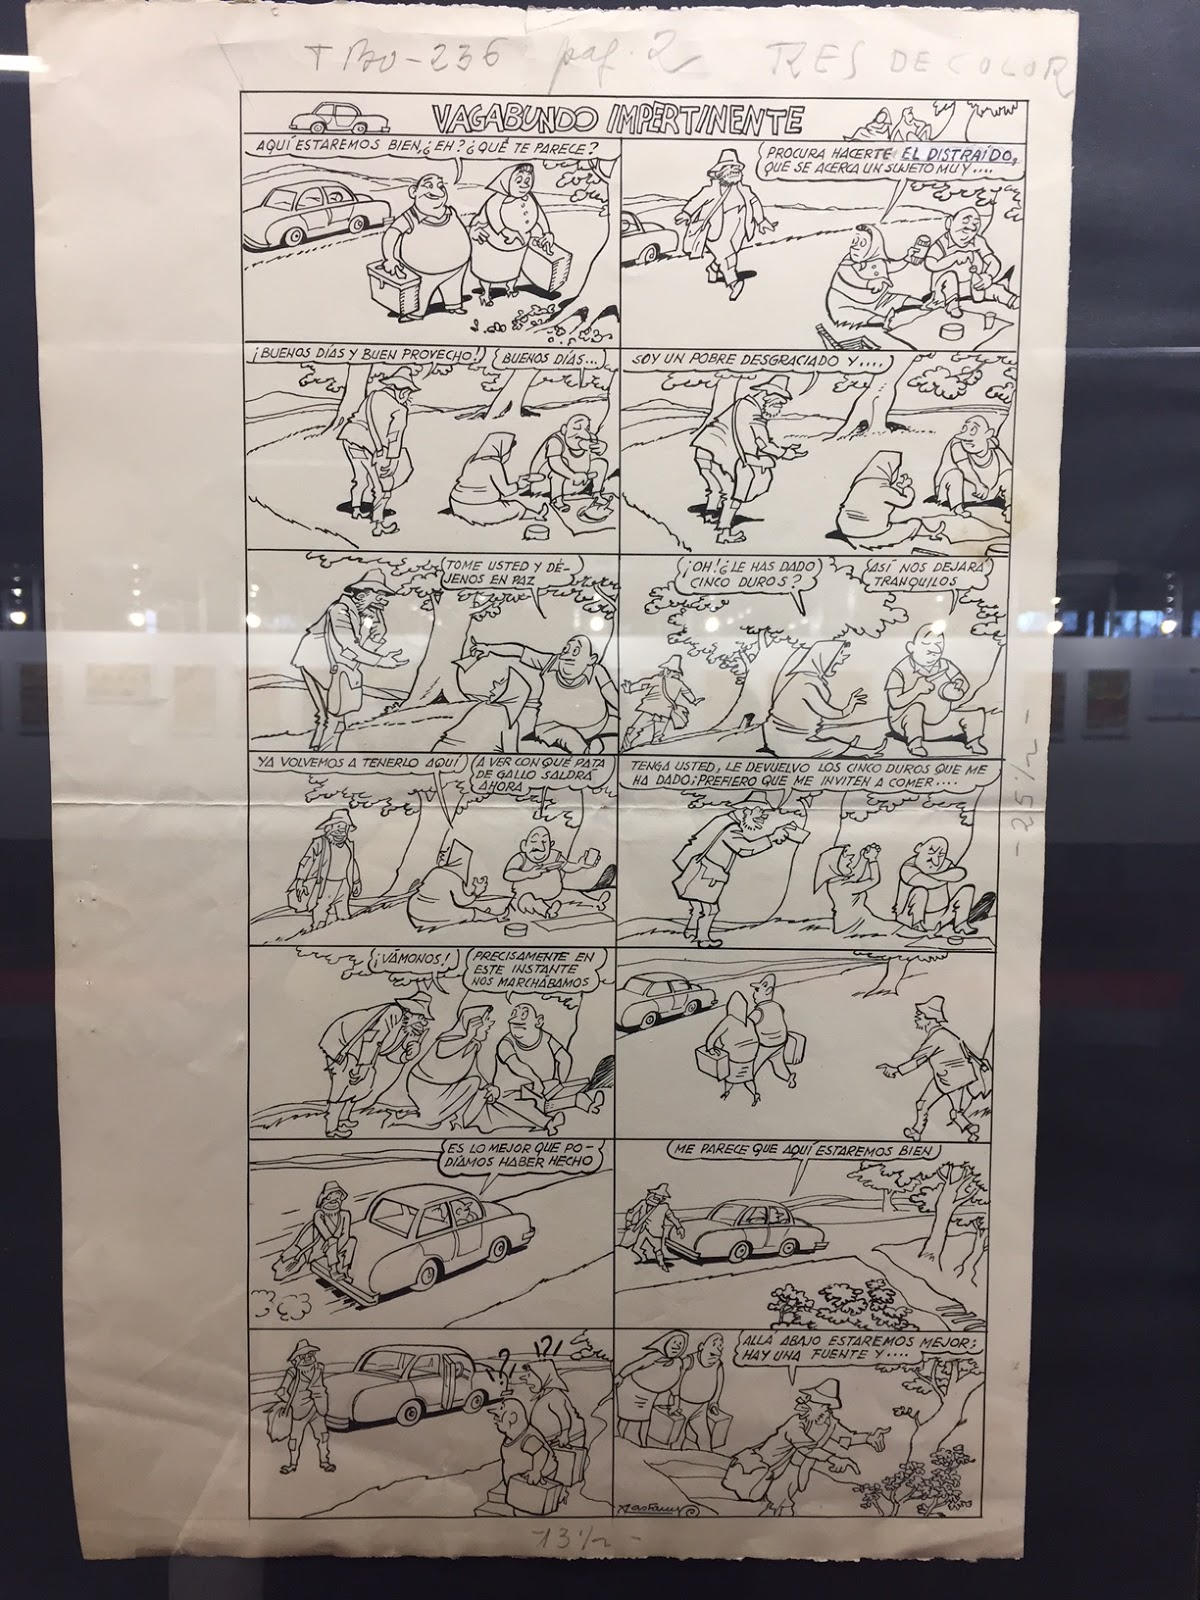 TBO-236 pag. 2 TRES DE COLOR
VAGABUNDO IMPERTINENTE
AQUÍ ESTAREMOS BIEN, ¿EH? ¿QUÉ TE PARECE?
PROCURA HACERTE EL DISTRAÍDO,
QUE SE ACERCA UN SUJETO MUY....
¡BUENOS DÍAS Y BUEN PROVECHO!
BUENOS DÍAS...
SOY UN POBRE DESGRACIADO Y....
TOME USTED Y DÉ-
JENOS EN PAZ
¡OH! ¿LE HAS DADO
CINCO DUROS?
ASÍ NOS DEJARÁ
TRANQUILOS
YA VOLVEMOS A TENERLO AQUÍ
A VER CON QUÉ PATA
DE GALLO SALDRÁ
AHORA
TENGA USTED, LE DEVUELVO LOS CINCO DUROS QUE ME
HA DADO; PREFIERO QUE ME INVITEN A COMER....
- 25½ -
¡VÁMONOS!
PRECISAMENTE EN
ESTE INSTANTE
NOS MARCHÁBAMOS
ES LO MEJOR QUE PO-
DÍAMOS HABER HECHO
ME PARECE QUE AQUÍ ESTAREMOS BIEN
?
!?!
ALLÁ ABAJO ESTAREMOS MEJOR;
HAY UNA FUENTE Y....
-13½-